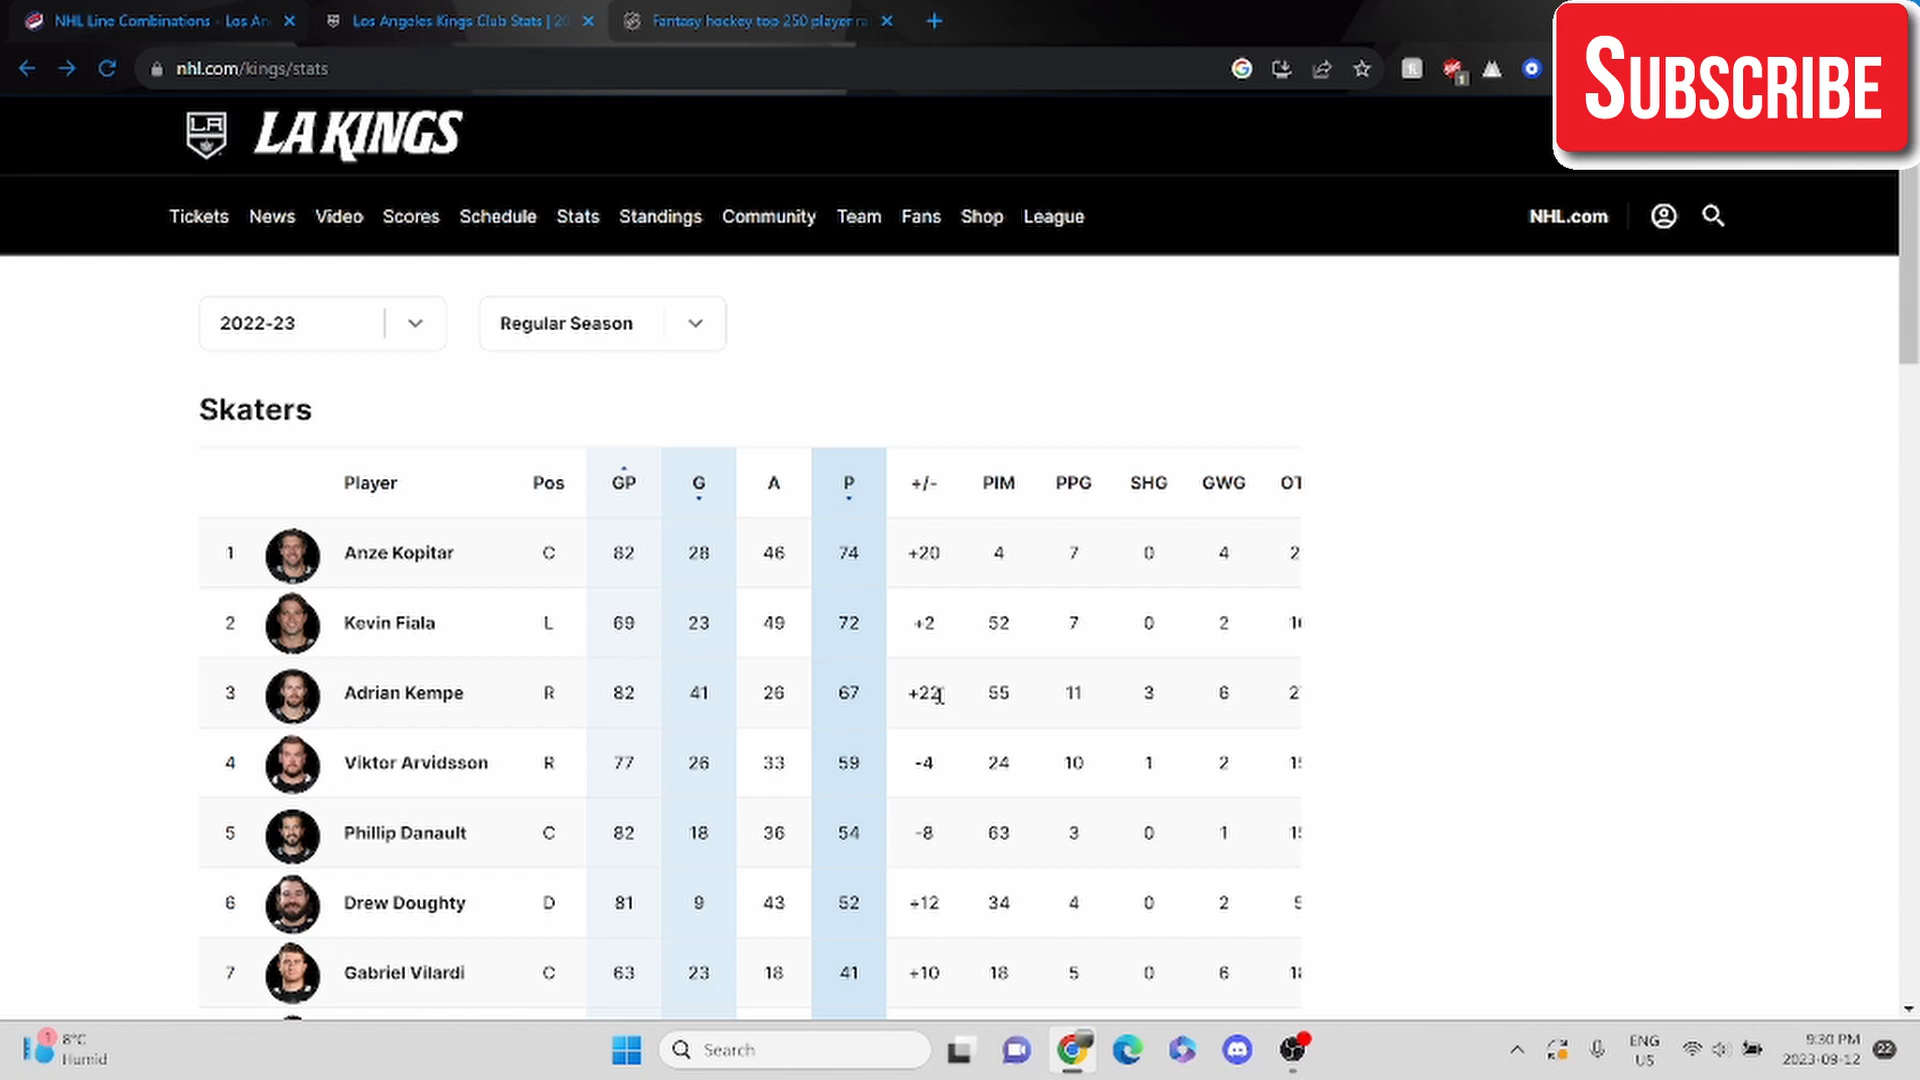 NHL Line Combinations - Los An
Los Angeles Kings Club Stats | 20
Fantasy hockey top 250 player ra
nhl.com/kings/stats
SUBSCRIBE
LA
LA KINGS
Tickets News Video Scores Schedule Stats Standings Community Team Fans Shop League NHL.com
2022-23 Regular Season
Skaters
Player Pos GP G A P +/- PIM PPG SHG GWG OT
1 Anze Kopitar C 82 28 46 74 +20 4 7 0 4 2
2 Kevin Fiala L 69 23 49 72 +2 52 7 0 2
3 Adrian Kempe R 82 41 26 67 +22 55 11 3 6 2
4 Viktor Arvidsson R 77 26 33 59 -4 24 10 1 2
5 Phillip Danault C 82 18 36 54 -8 63 3 0 1
6 Drew Doughty D 81 9 43 52 +12 34 4 0 2
7 Gabriel Vilardi C 63 23 18 41 +10 18 5 0 6
1 8°C
Humid
Search
ENG
US
9:30 PM
2023-09-12
22